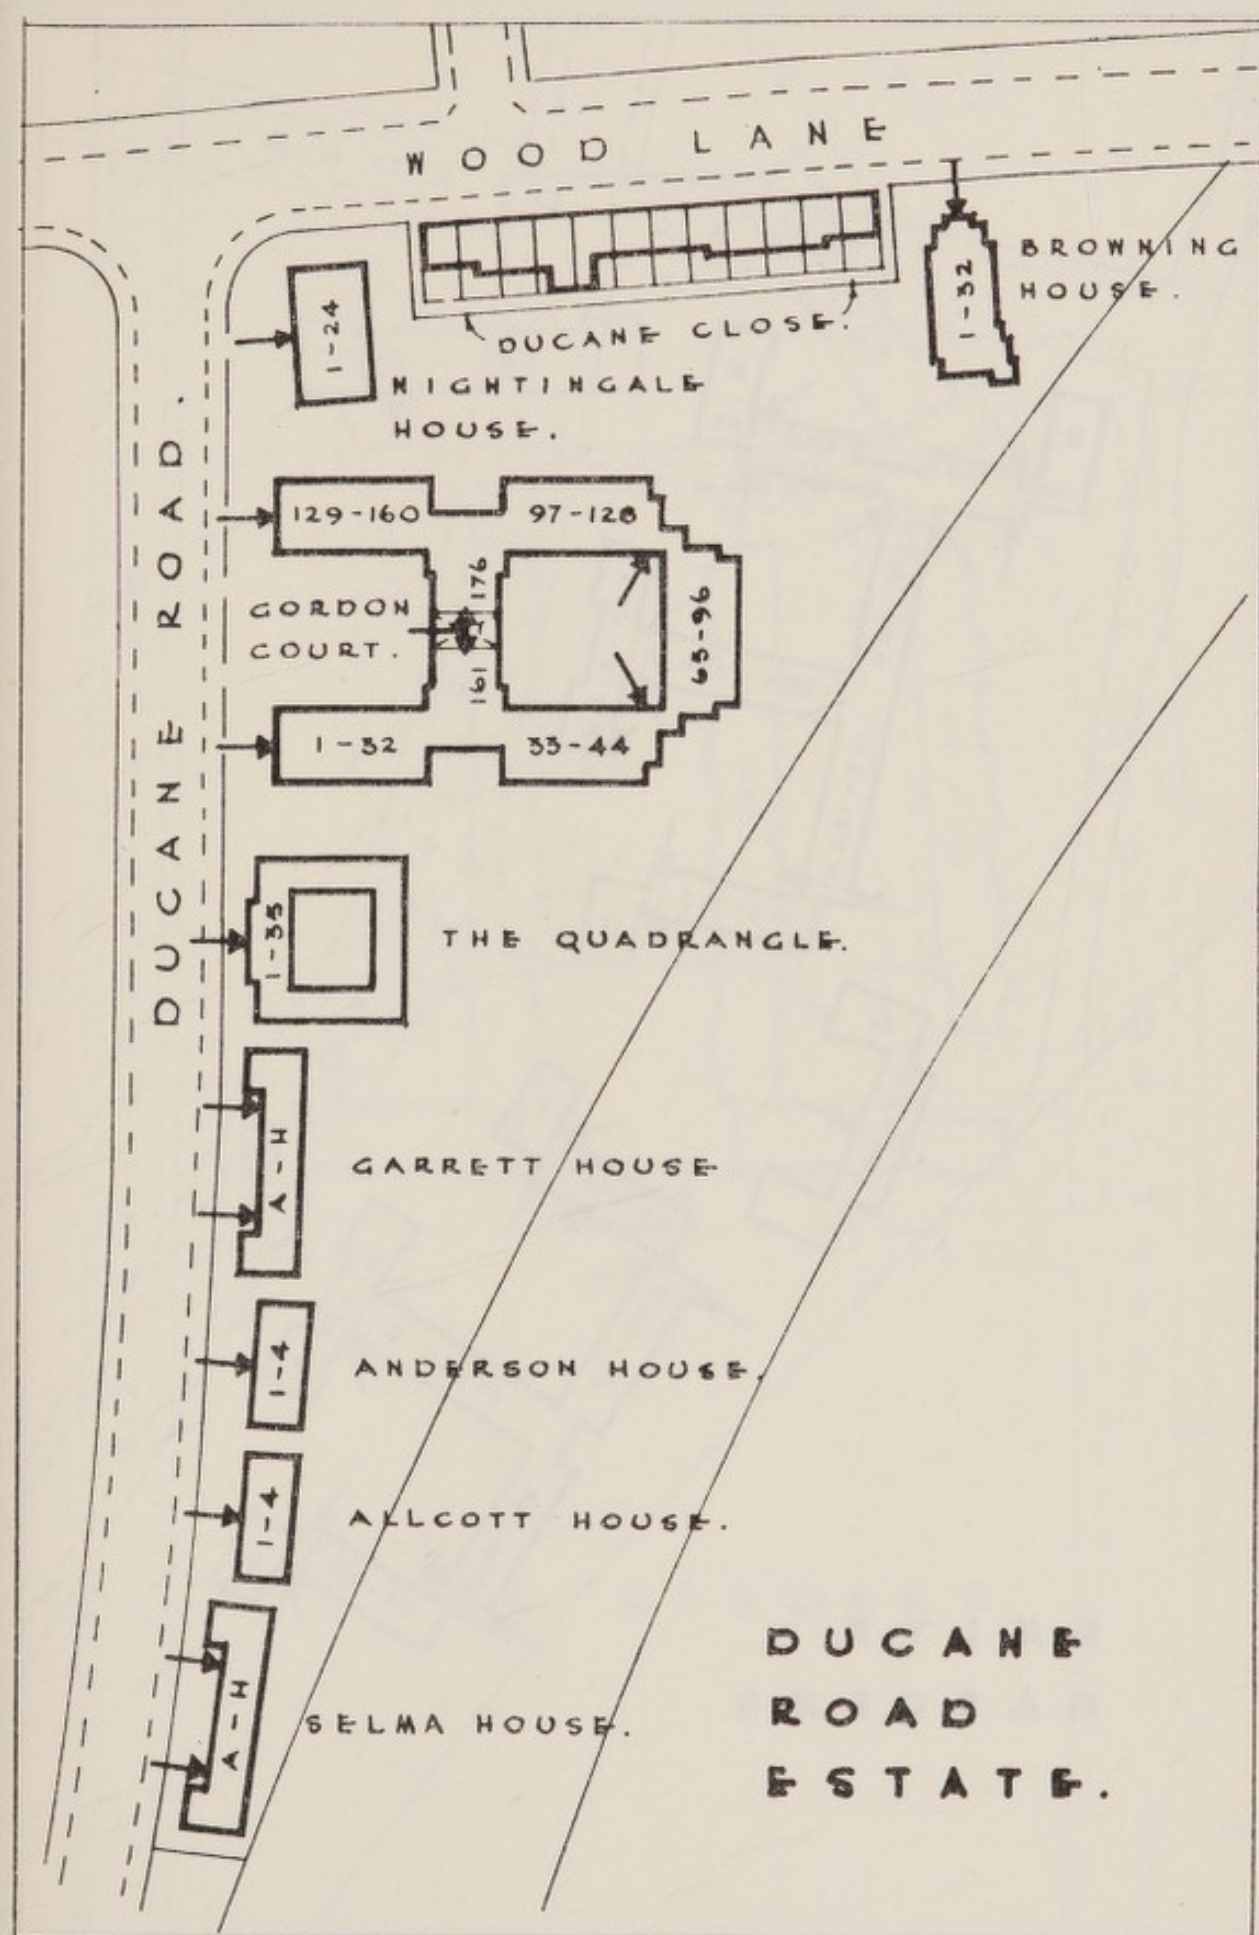 WOOD LANE
BROWNING
HOUSE.
1-32
1-24
DUCANE CLOSE.
NIGHTINGALE
HOUSE.
DUCANE ROAD.
129-160
97-128
176
GORDON
COURT.
65-96
161
1-32
33-44
1-35
THE QUADRANGLE.
A-H
GARRETT HOUSE
1-4
ANDERSON HOUSE.
1-4
ALLCOTT HOUSE.
A-H
SELMA HOUSE.
DUCANE
ROAD
ESTATE.